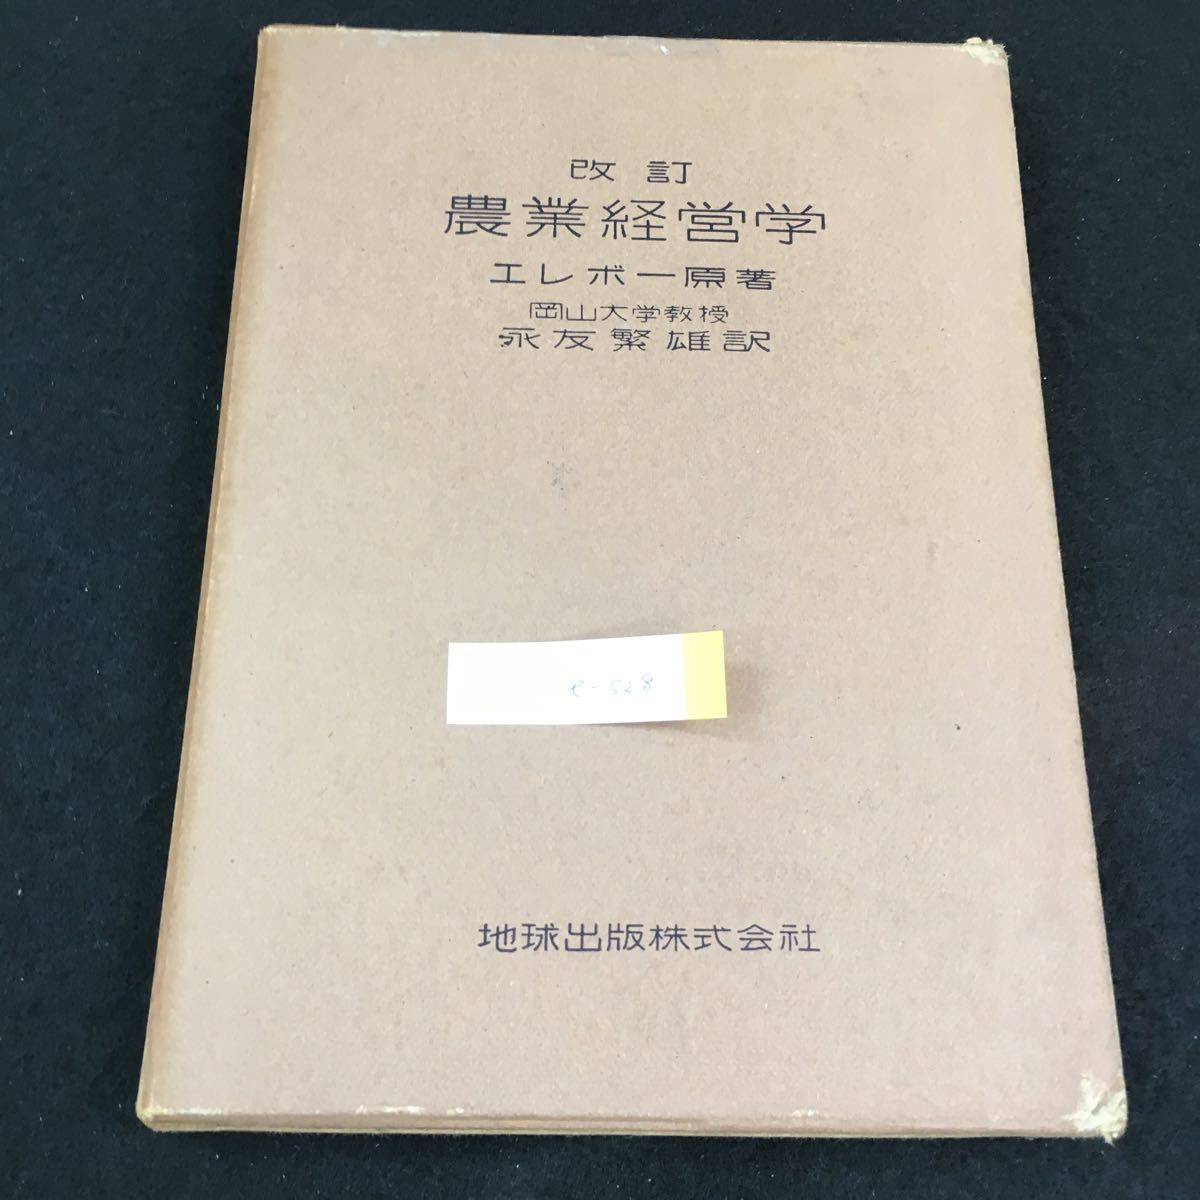 改訂
農業経営学
エレボー原著
岡山大学教授
永友繁雄訳
e-528
地球出版株式会社